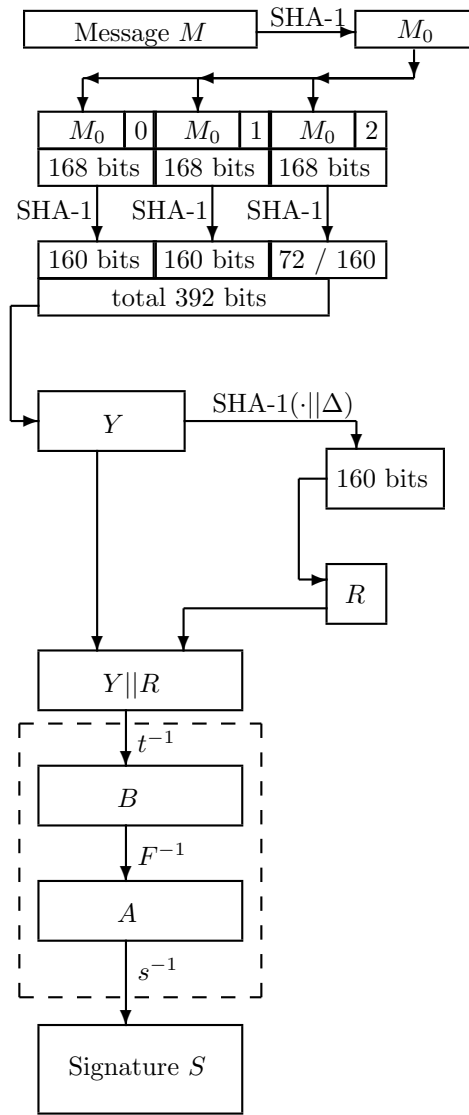 Message M SHA-1 M₀
M₀ 0 M₀ 1 M₀ 2
168 bits 168 bits 168 bits
SHA-1 SHA-1 SHA-1
160 bits 160 bits 72 / 160
total 392 bits
SHA-1(·||Δ)
Y
160 bits
R
Y||R
t⁻¹
B
F⁻¹
A
s⁻¹
Signature S